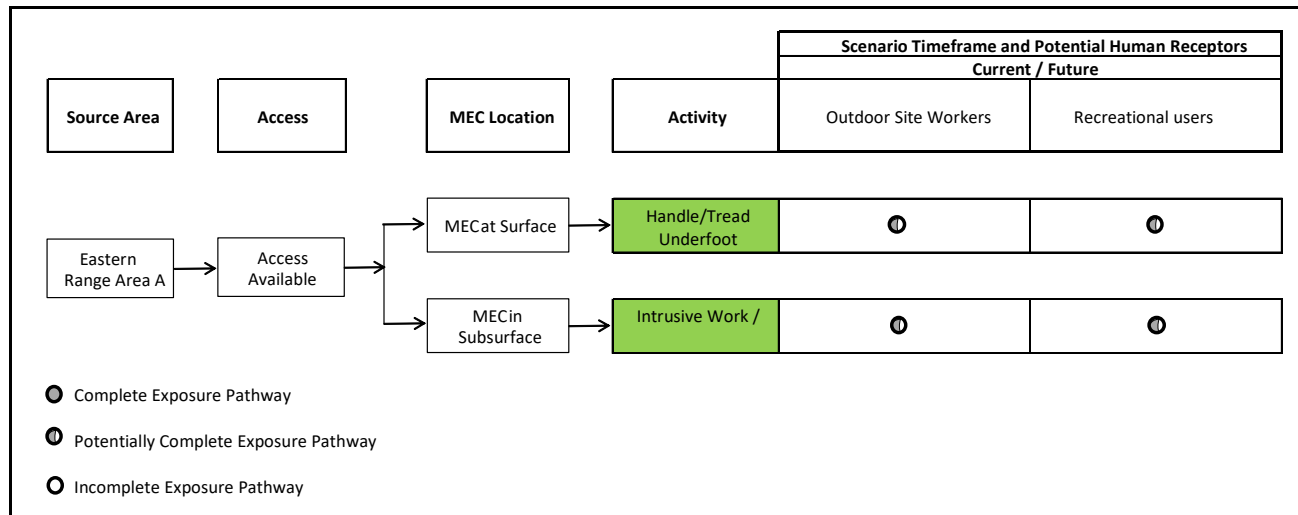 Scenario Timeframe and Potential Human Receptors
Current / Future
Source Area
Access
MEC Location
Activity
Outdoor Site Workers
Recreational users
Eastern
Range Area A
Access
Available
MECat Surface
Handle/Tread
Underfoot
MECin
Subsurface
Intrusive Work /
Complete Exposure Pathway
Potentially Complete Exposure Pathway
Incomplete Exposure Pathway